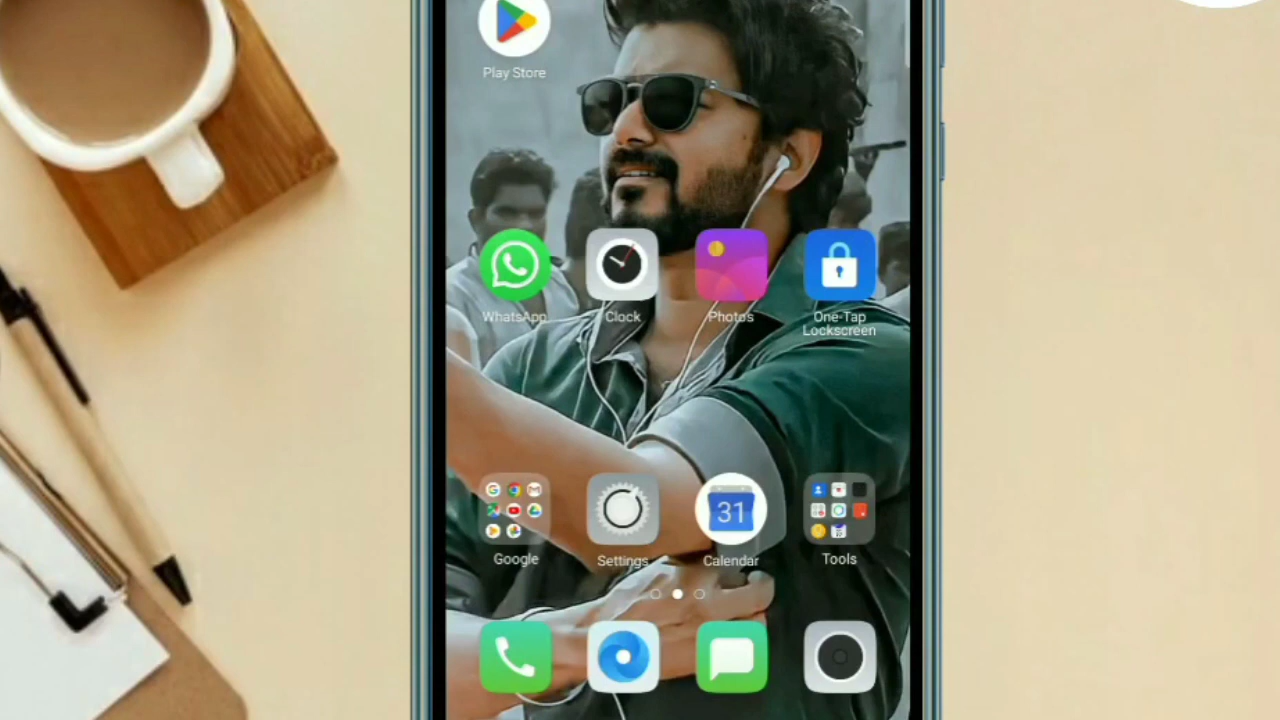 Play Store
WhatsApp
Clock
Photos
One-Tap
Lockscreen
Google
Settings
31
Calendar
Tools